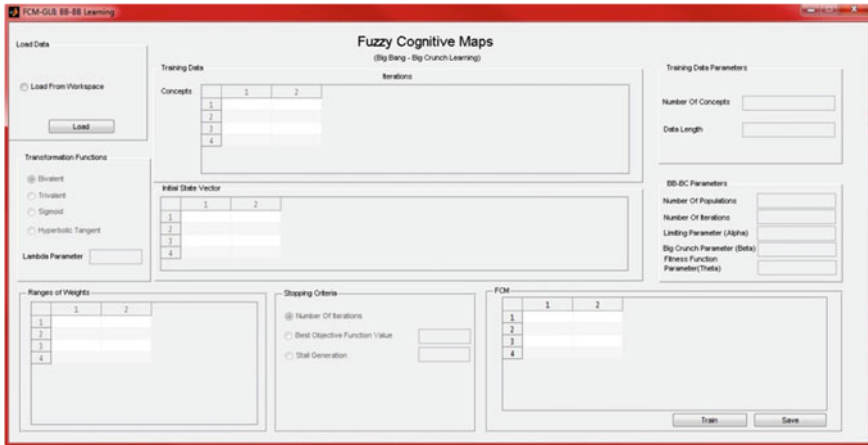 FCM-GUI BB-BB Learning
Fuzzy Cognitive Maps
(Big Bang - Big Crunch Learning)
Load Data
Load From Workspace
Load
Training Data
Iterations
Concepts
1 2
1
2
3
4
Training Data Parameters
Number Of Concepts
Data Length
Transformation Functions
Bivalent
Trivalent
Sigmoid
Hyperbolic Tangent
Lambda Parameter
Initial State Vector
1 2
1
2
3
4
BB-BC Parameters
Number Of Populations
Number Of Iterations
Limiting Parameter (Alpha)
Big Crunch Parameter (Beta)
Fitness Function
Parameter(Theta)
Ranges of Weights
1 2
1
2
3
4
Stopping Criteria
Number Of Iterations
Best Objective Function Value
Stall Generation
FCM
1 2
1
2
3
4
Train Save